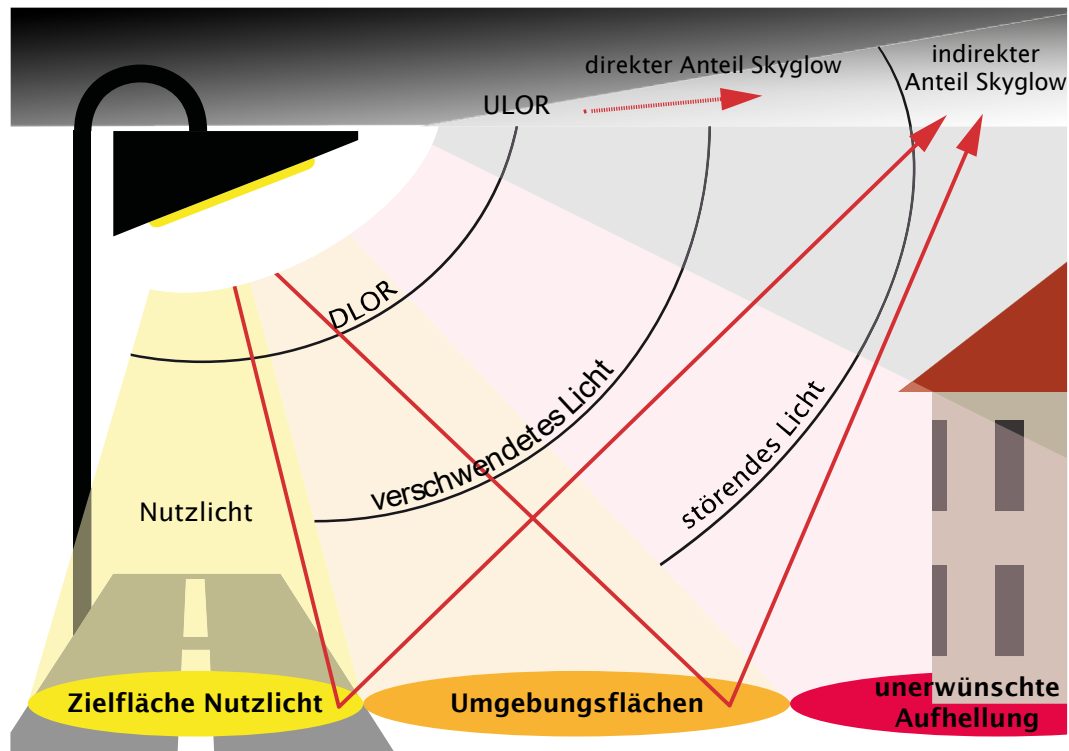 direkter Anteil Skyglow
indirekter
Anteil Skyglow
ULOR
DLOR
verschwendetes Licht
störendes Licht
Nutzlicht
Zielfläche Nutzlicht
Umgebungsflächen
unerwünschte
Aufhellung